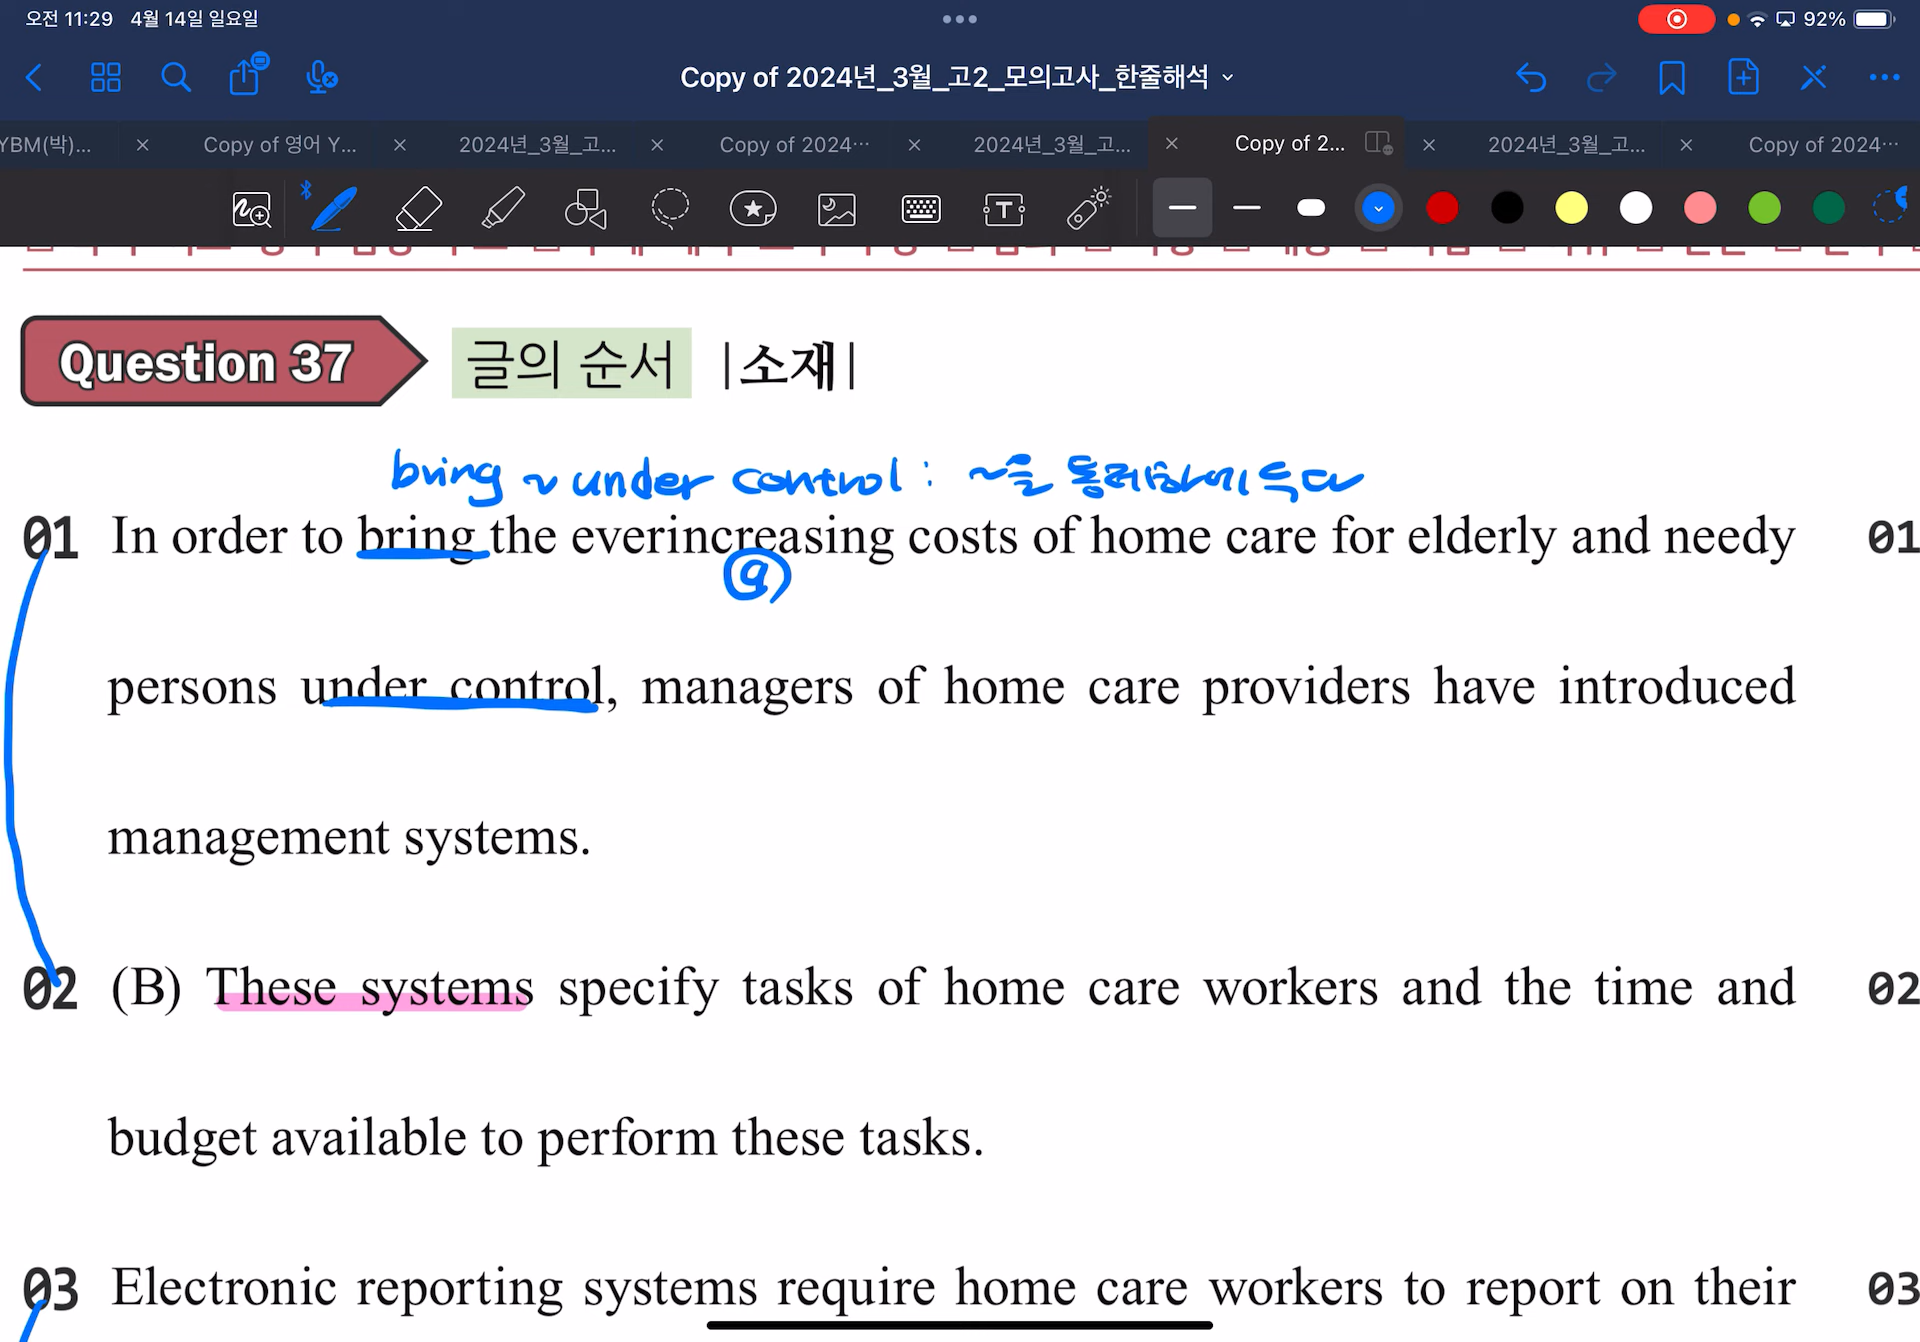 오전 11:29 4월 14일 일요일
92%
Copy of 2024년_3월_고2_모의고사_한줄해석
YBM(박)... Copy of 영어 Y... 2024년_3월_고... Copy of 2024... 2024년_3월_고... Copy of 2... 2024년_3월_고... Copy of 2024...
Question 37 글의 순서 |소재|
bring ~ under control : ~을 통제하에 두다
01 In order to bring the everincreasing costs of home care for elderly and needy 01
ⓐ
persons under control, managers of home care providers have introduced
management systems.
02 (B) These systems specify tasks of home care workers and the time and 02
budget available to perform these tasks.
03 Electronic reporting systems require home care workers to report on their 03